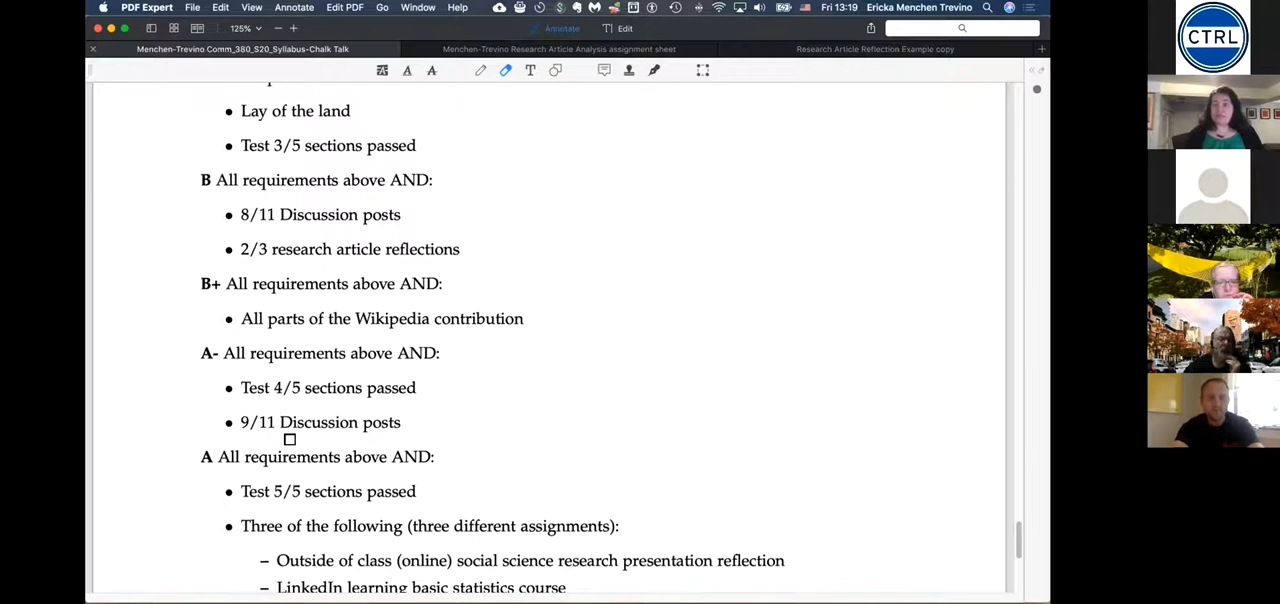 PDF Expert File Edit View Annotate Edit PDF Go Window Help Fri 13:19 Ericka Menchen Trevino
125% Annotate Edit
Menchen-Trevino Comm_380_S20_Syllabus-Chalk Talk Menchen-Trevino Research Article Analysis assignment sheet Research Article Reflection Example copy
• Lay of the land
• Test 3/5 sections passed
B All requirements above AND:
• 8/11 Discussion posts
• 2/3 research article reflections
B+ All requirements above AND:
• All parts of the Wikipedia contribution
A- All requirements above AND:
• Test 4/5 sections passed
• 9/11 Discussion posts
A All requirements above AND:
• Test 5/5 sections passed
• Three of the following (three different assignments):
– Outside of class (online) social science research presentation reflection
– LinkedIn learning basic statistics course
CTRL